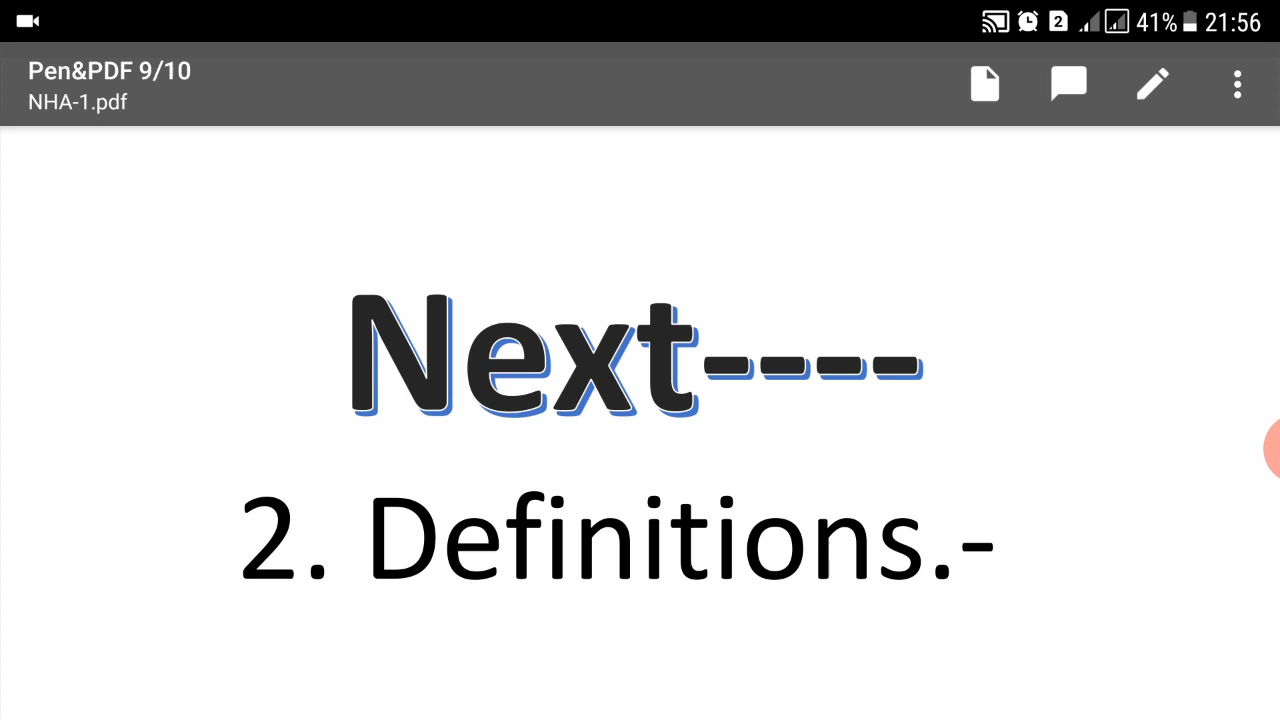 2 41% 21:56
Pen&PDF 9/10
NHA-1.pdf
Next----
2. Definitions.-